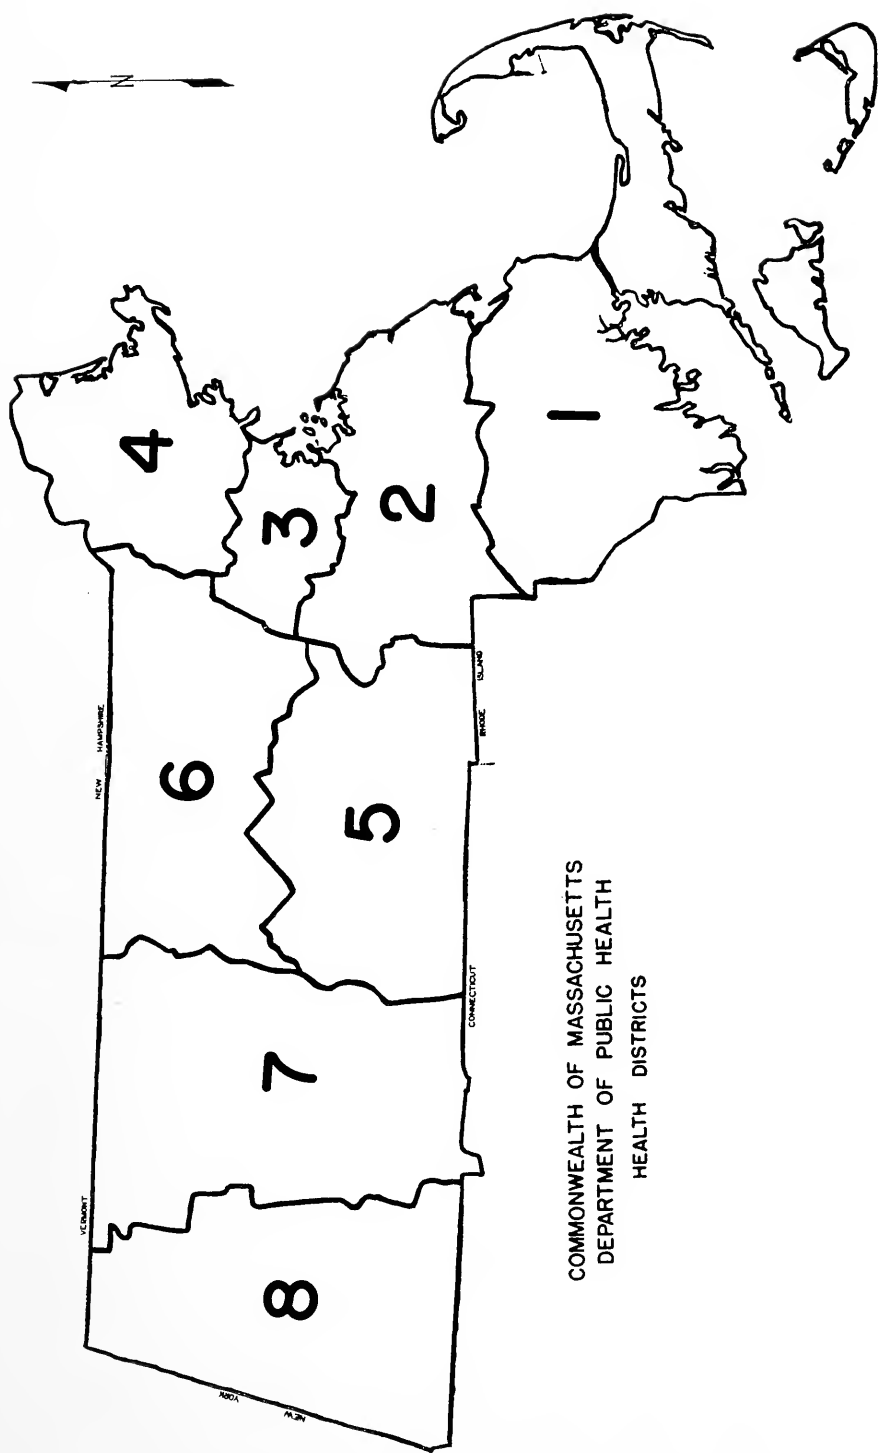 N
VERMONT
NEW HAMPSHIRE
NEW YORK
CONNECTICUT
RHODE ISLAND
8
7
6
5
4
3
2
1
COMMONWEALTH OF MASSACHUSETTS
DEPARTMENT OF PUBLIC HEALTH
HEALTH DISTRICTS